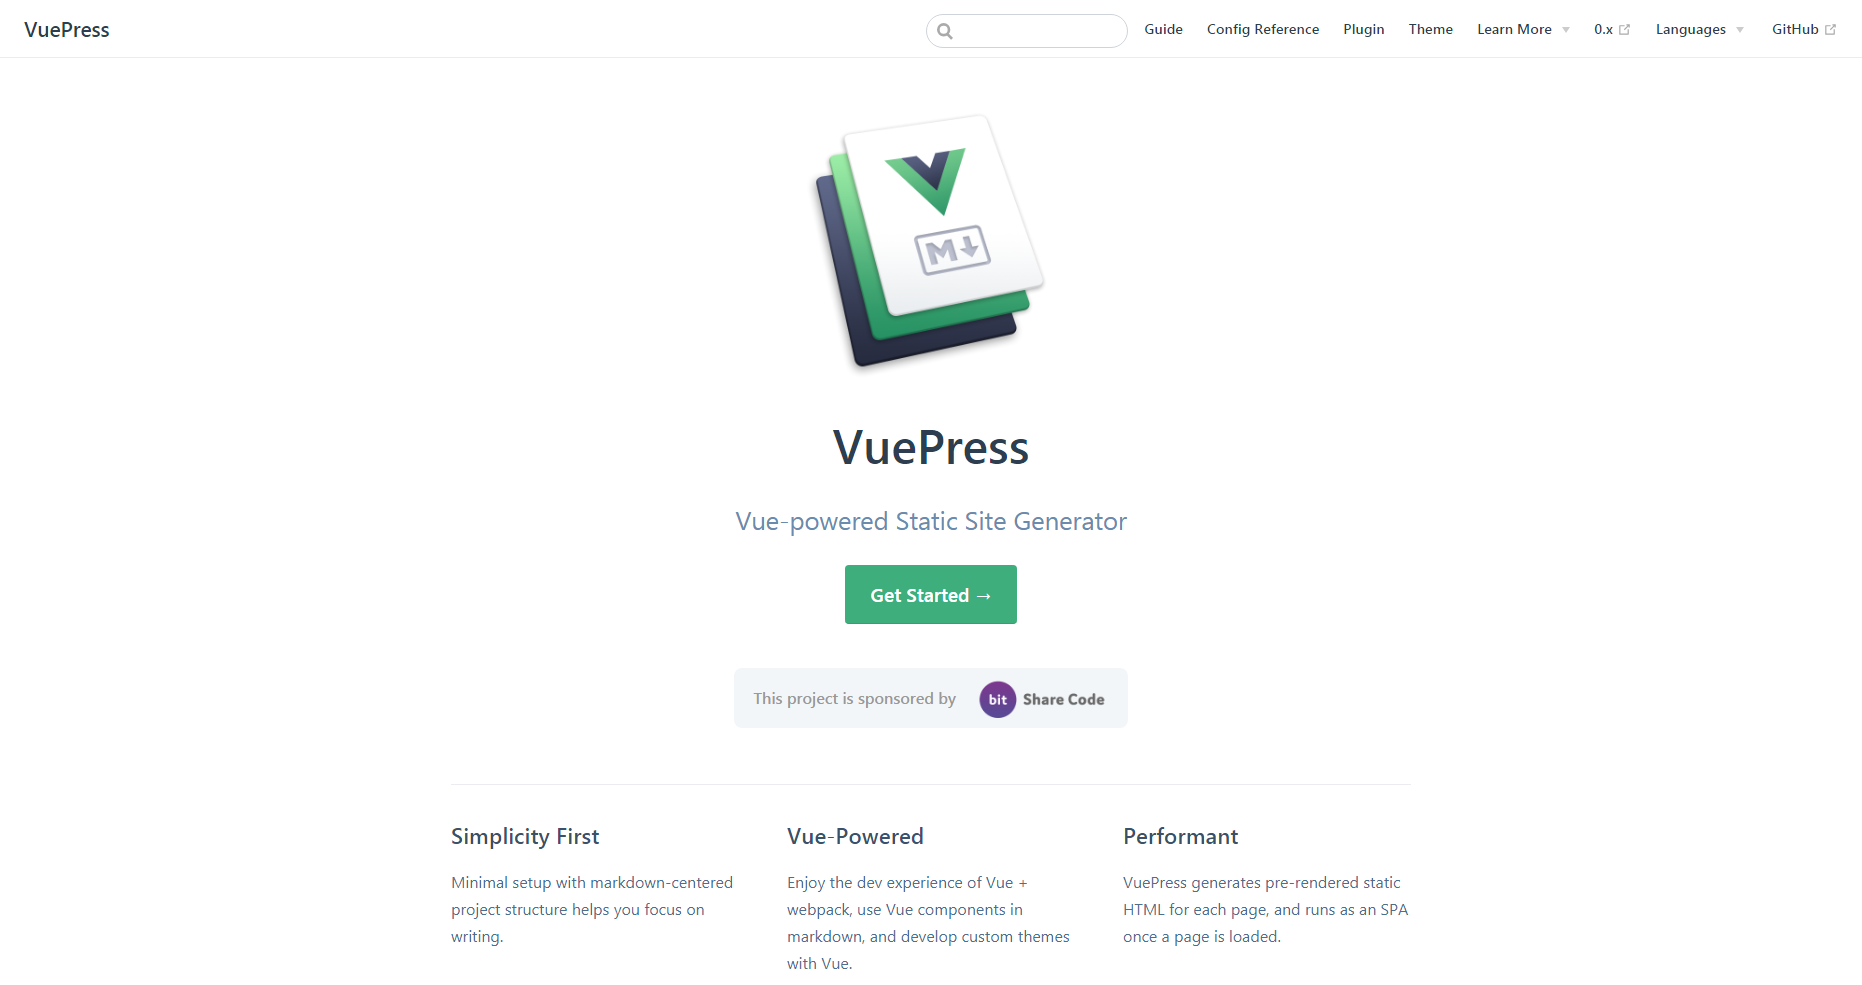 VuePress
Guide Config Reference Plugin Theme Learn More 0.x Languages GitHub
M
VuePress
Vue-powered Static Site Generator
Get Started →
This project is sponsored by bit Share Code
Simplicity First
Minimal setup with markdown-centered
project structure helps you focus on
writing.
Vue-Powered
Enjoy the dev experience of Vue +
webpack, use Vue components in
markdown, and develop custom themes
with Vue.
Performant
VuePress generates pre-rendered static
HTML for each page, and runs as an SPA
once a page is loaded.